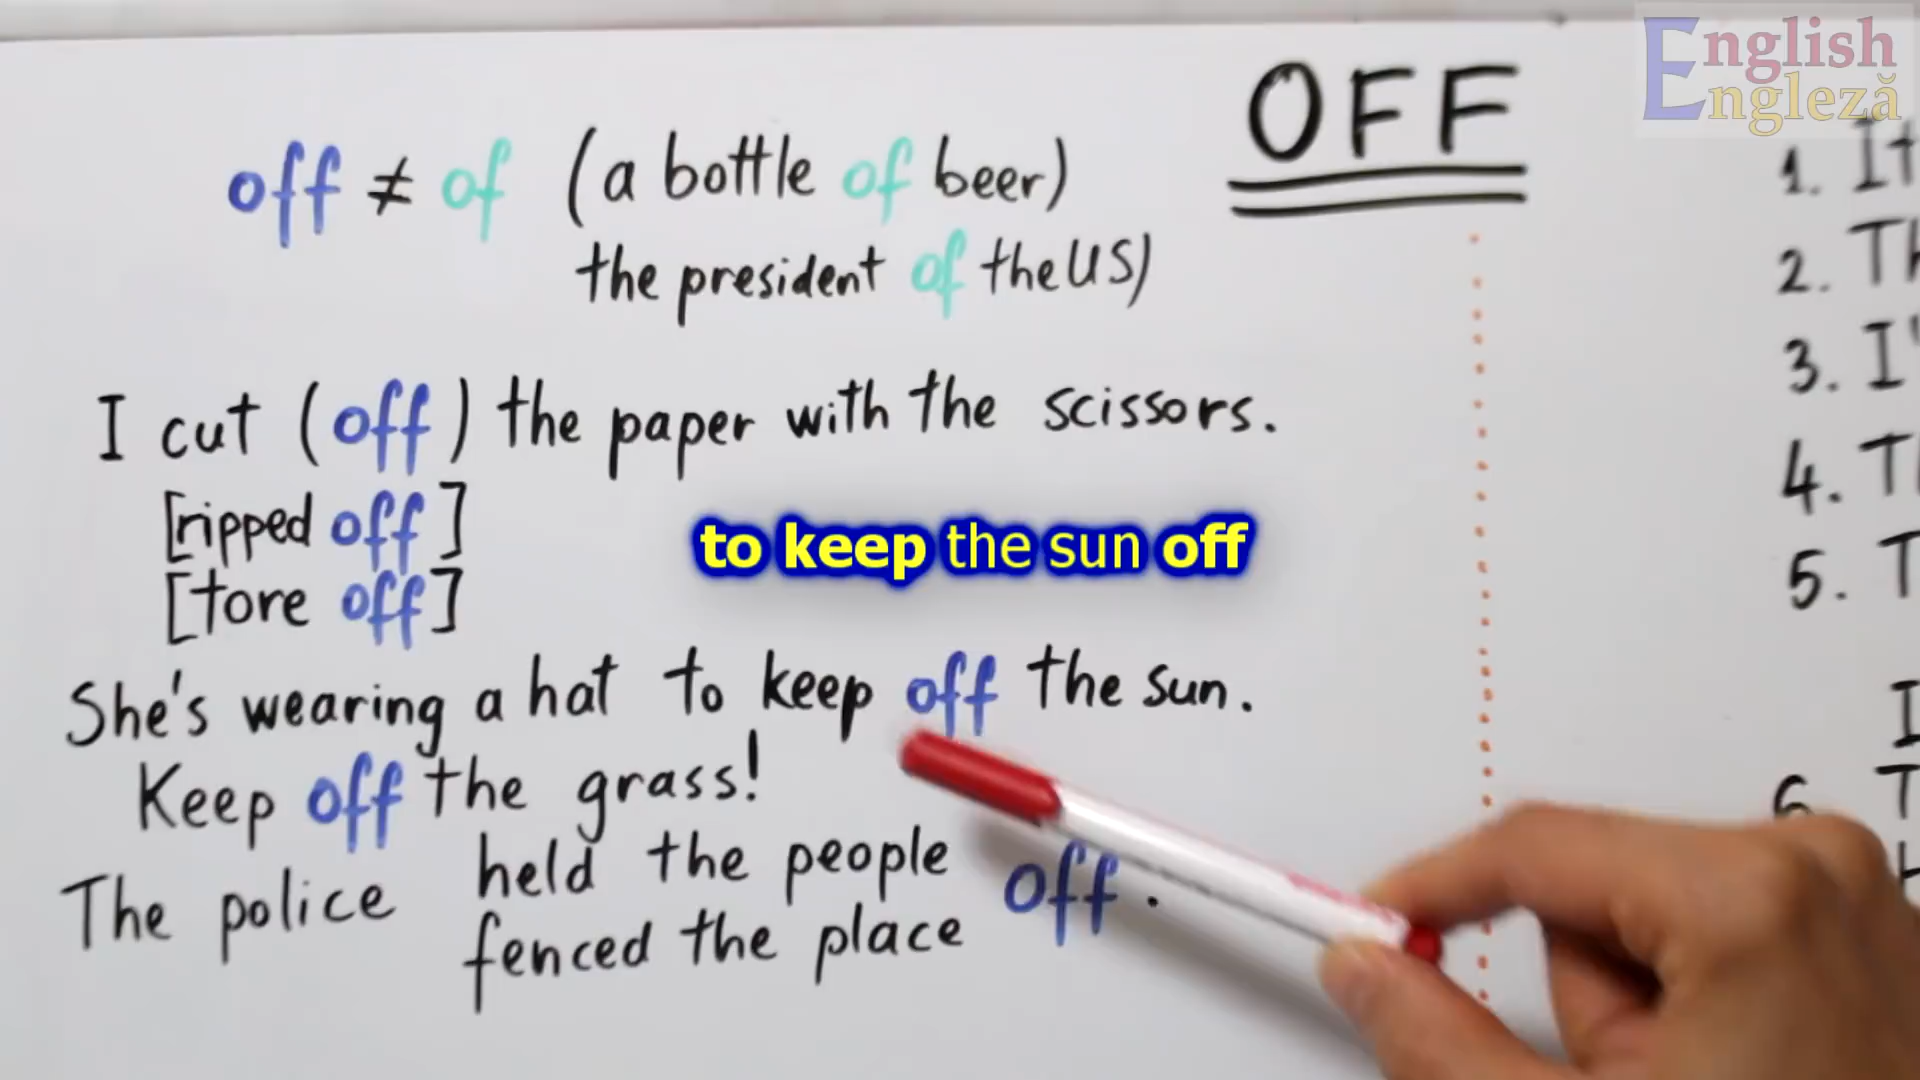 English
Engleză
OFF
off ≠ of (a bottle of beer)
the president of the US)
I cut (off) the paper with the scissors.
[ripped off]
[tore off]
to keep the sun off
She's wearing a hat to keep off the sun.
Keep off the grass!
The police held the people off.
fenced the place
1. It
2.
3.
4.
5.
6.